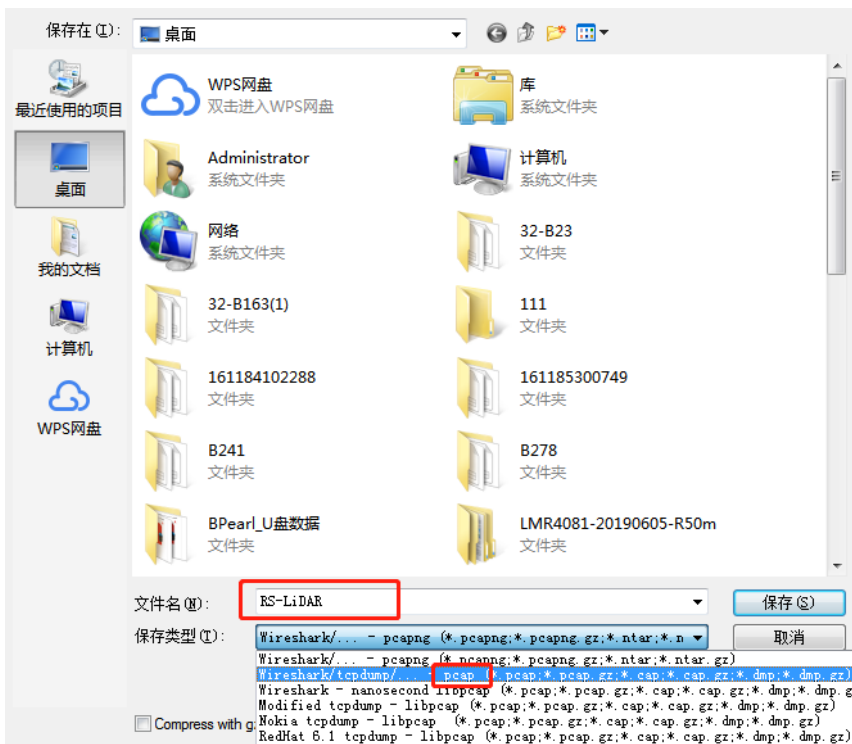 保存在(I):
桌面
最近使用的项目
桌面
我的文档
计算机
WPS网盘
WPS网盘
双击进入WPS网盘
库
系统文件夹
Administrator
系统文件夹
计算机
系统文件夹
网络
系统文件夹
32-B23
文件夹
32-B163(1)
文件夹
111
文件夹
161184102288
文件夹
161185300749
文件夹
B241
文件夹
B278
文件夹
BPearl_U盘数据
文件夹
LMR4081-20190605-R50m
文件夹
文件名(N):
RS-LiDAR
保存(S)
保存类型(T):
Wireshark/... - pcapng (*.pcapng;*.pcapng.gz;*.ntar;*.n
取消
Wireshark/... - pcapng (*.pcapng;*.pcapng.gz;*.ntar;*.ntar.gz)
Wireshark/tcpdump/... - pcap (*.pcap;*.pcap.gz;*.cap;*.cap.gz;*.dmp;*.dmp.gz)
Wireshark - nanosecond libpcap (*.pcap;*.pcap.gz;*.cap;*.cap.gz;*.dmp;*.dmp.g
Modified tcpdump - libpcap (*.pcap;*.pcap.gz;*.cap;*.cap.gz;*.dmp;*.dmp.gz)
Nokia tcpdump - libpcap (*.pcap;*.pcap.gz;*.cap;*.cap.gz;*.dmp;*.dmp.gz)
RedHat 6.1 tcpdump - libpcap (*.pcap;*.pcap.gz;*.cap;*.cap.gz;*.dmp;*.dmp.gz)
Compress with g